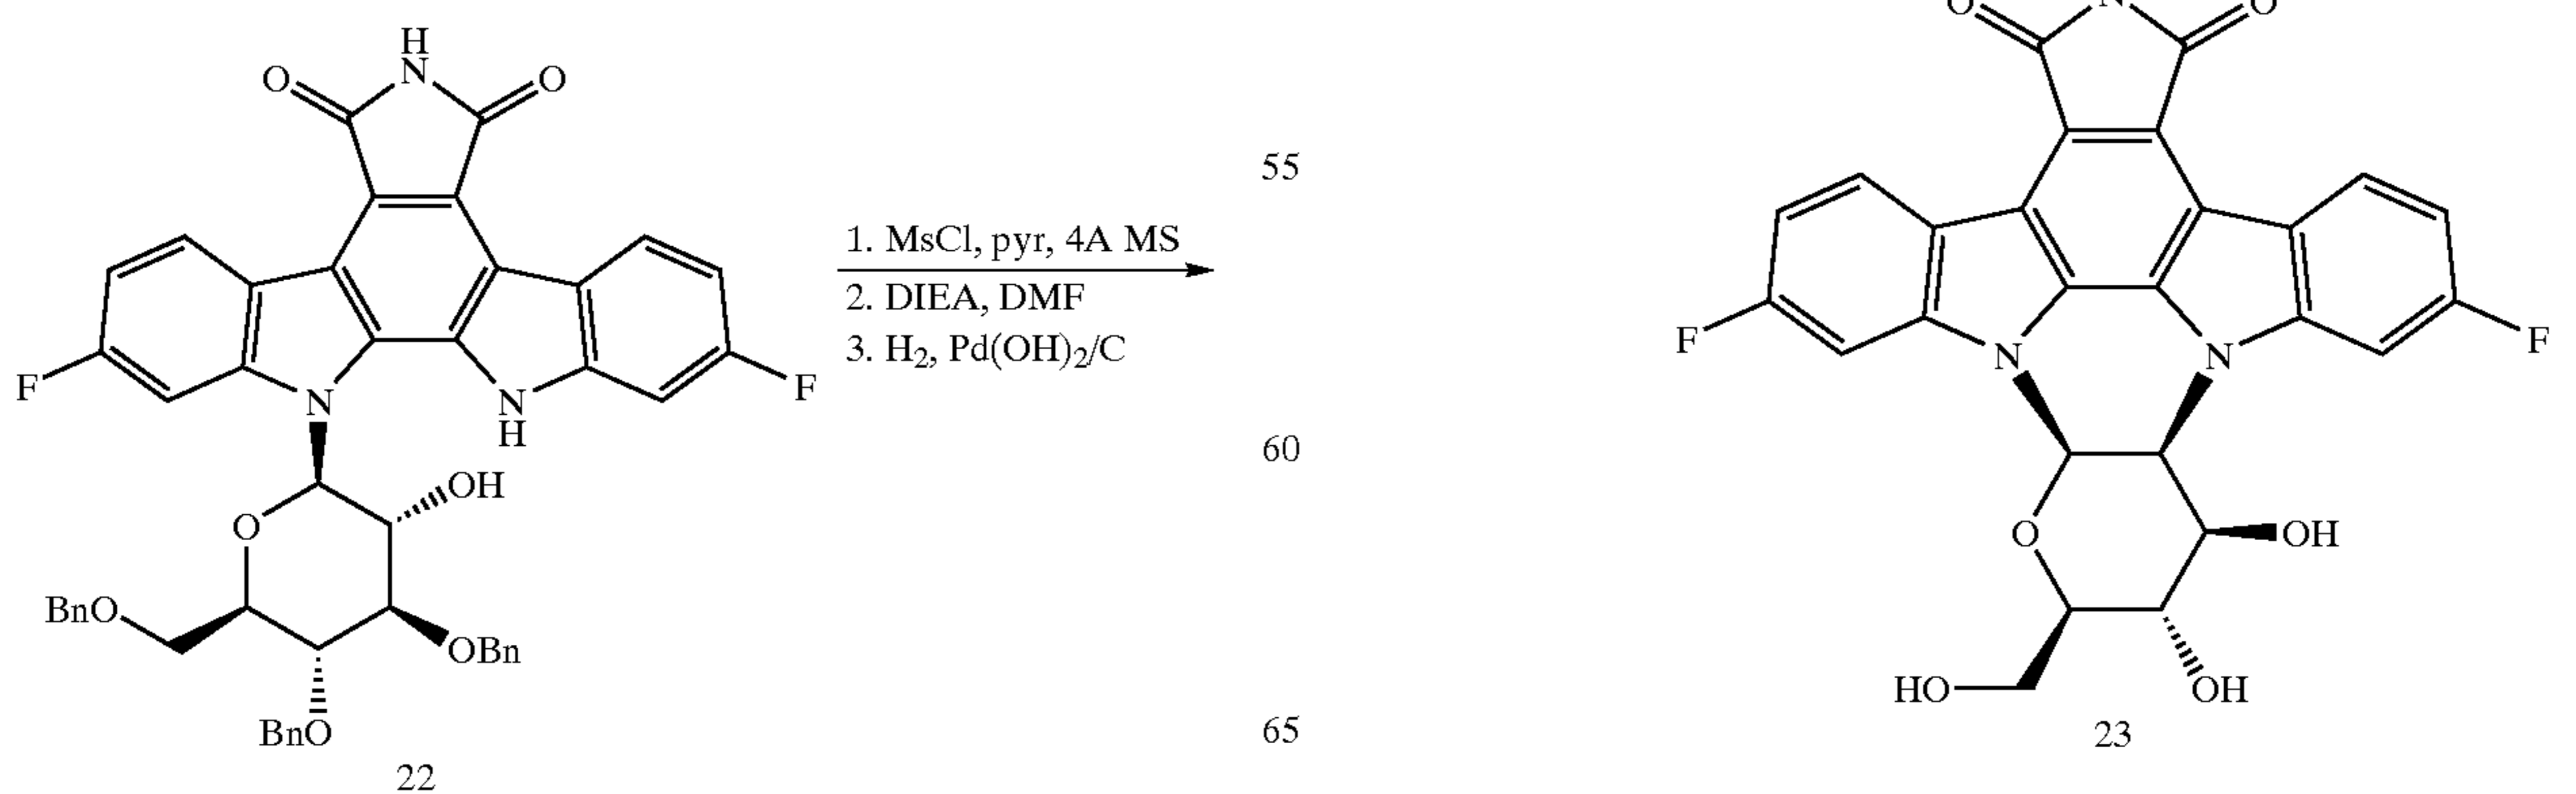 H
N
O O
F F
N N
H
OH
O
BnO
OBn
BnO
22
1. MsCl, pyr, 4A MS
2. DIEA, DMF
3. H₂, Pd(OH)₂/C
55
60
65
O N O
F F
N N
O OH
HO OH
23